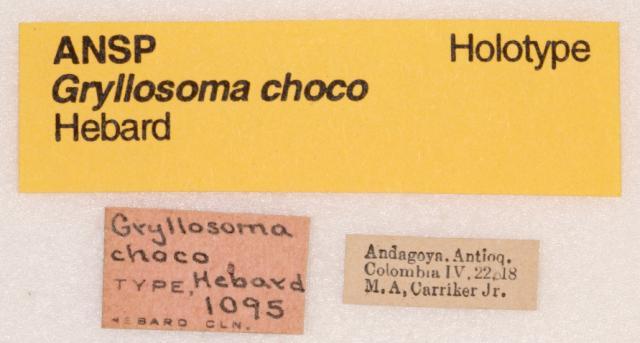 ANSP Holotype
Gryllosoma choco
Hebard
Gryllosoma
choco
TYPE, Hebard
1095
HEBARD CLN.
Andagoya. Antioq.
Colombia IV, 22.18
M. A, Carriker Jr.